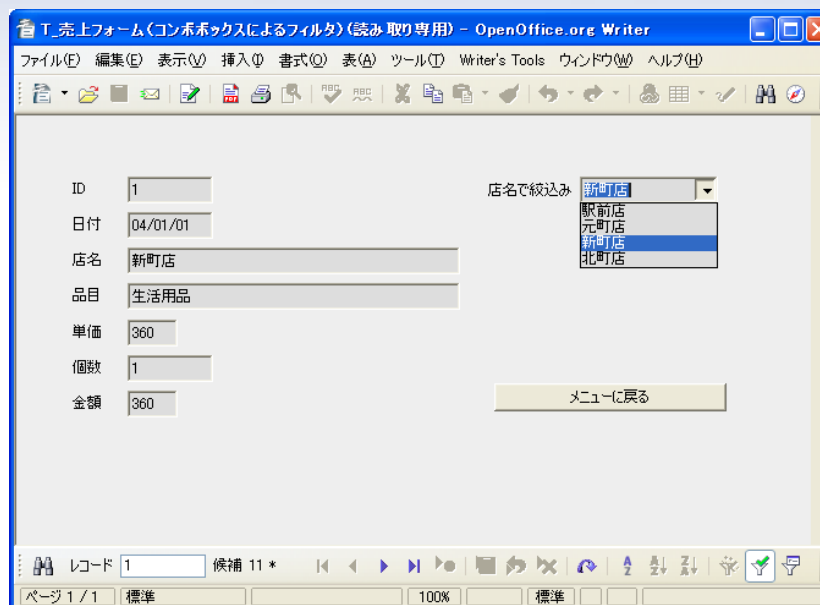 T_売上フォーム(コンボボックスによるフィルタ)(読み取り専用) - OpenOffice.org Writer
ファイル(F) 編集(E) 表示(V) 挿入(I) 書式(O) 表(A) ツール(T) Writer's Tools ウィンドウ(W) ヘルプ(H)
ID 1 店名で絞込み 新町店
駅前店
元町店
新町店
北町店
日付 04/01/01
店名 新町店
品目 生活用品
単価 360
個数 1
金額 360
メニューに戻る
レコード 1 候補 11 *
ページ 1 / 1 標準 100% 標準